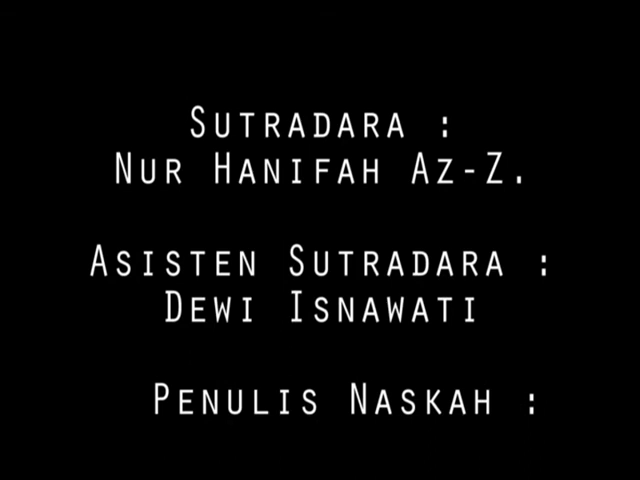 SUTRADARA :
NUR HANIFAH AZ-Z.
ASISTEN SUTRADARA :
DEWI ISNAWATI
PENULIS NASKAH :